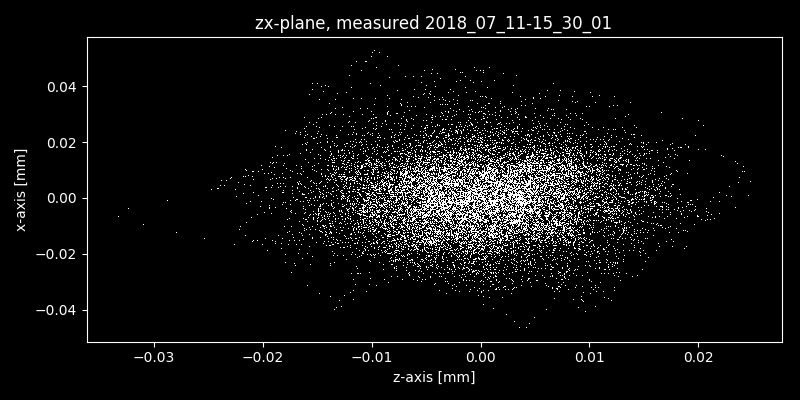 zx-plane, measured 2018_07_11-15_30_01
0.04
0.02
0.00
−0.02
−0.04
x-axis [mm]
−0.03 −0.02 −0.01 0.00 0.01 0.02
z-axis [mm]